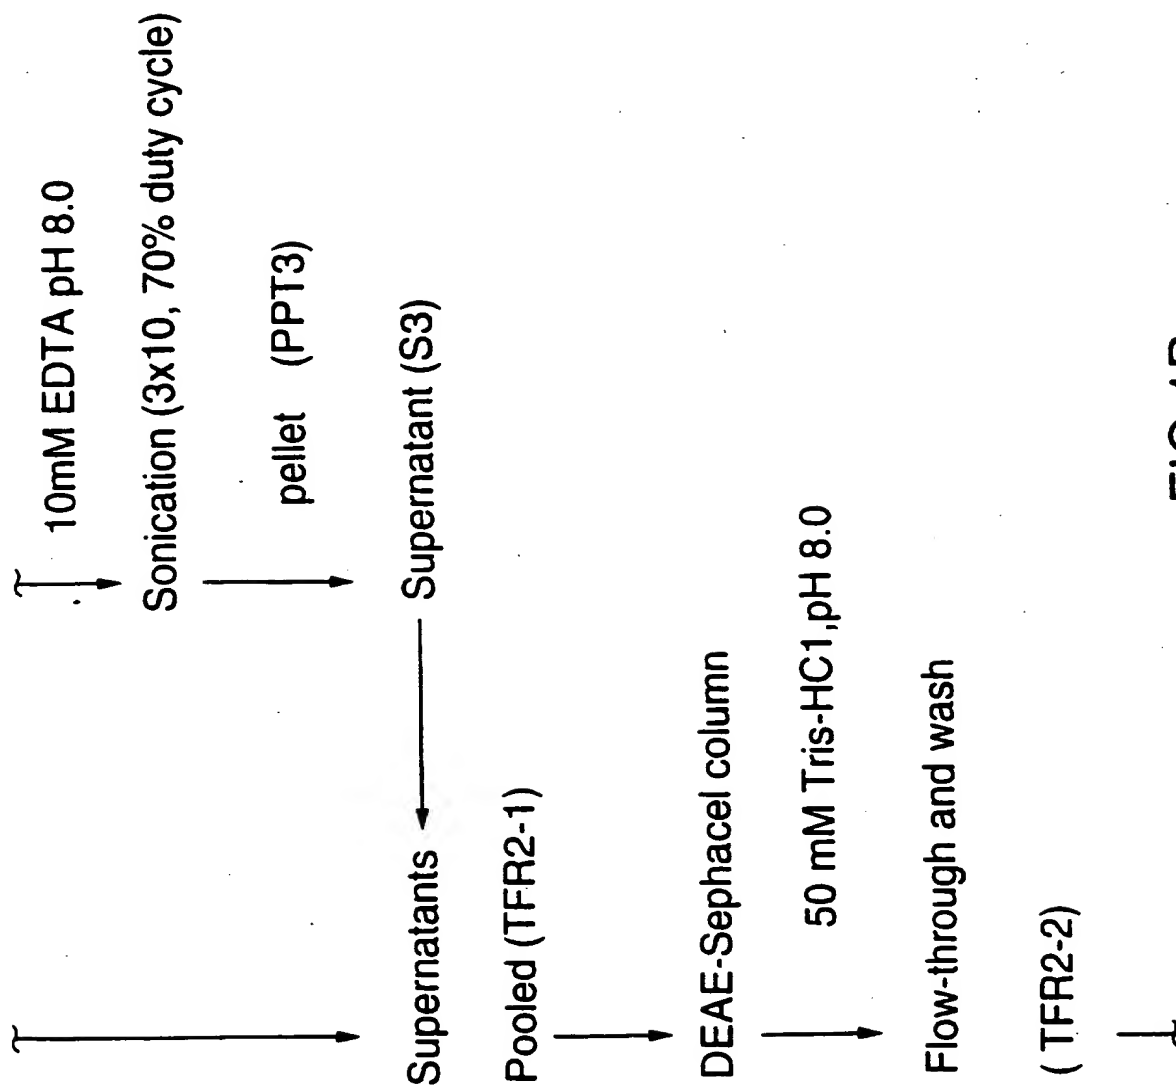 10mM EDTA pH 8.0
Sonication (3x10, 70% duty cycle)
pellet (PPT3)
Supernatant (S3)
Supernatants
Pooled (TFR2-1)
DEAE-Sephacel column
50 mM Tris-HC1,pH 8.0
Flow-through and wash
( TFR2-2)
FIG.